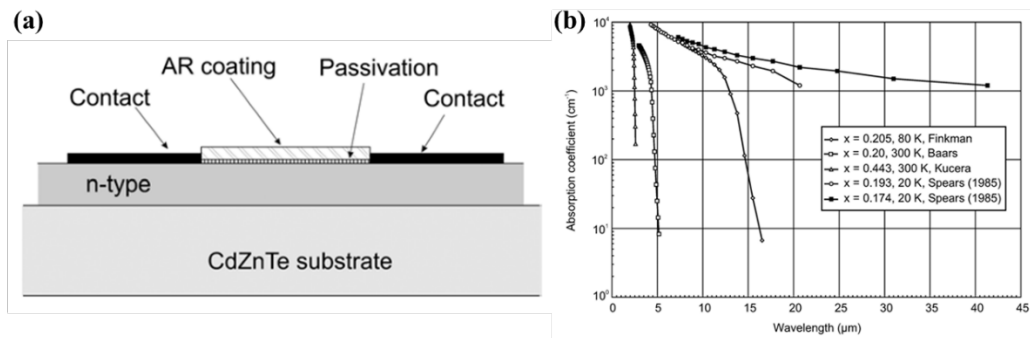 (a)
AR coating
Passivation
Contact
Contact
n-type
CdZnTe substrate
(b)
Absorption coefficient (cm⁻¹)
10⁴
10³
10²
10¹
10⁰
x = 0.205, 80 K, Finkman
x = 0.20, 300 K, Baars
x = 0.443, 300 K, Kucera
x = 0.193, 20 K, Spears (1985)
x = 0.174, 20 K, Spears (1985)
0 5 10 15 20 25 30 35 40 45
Wavelength (µm)